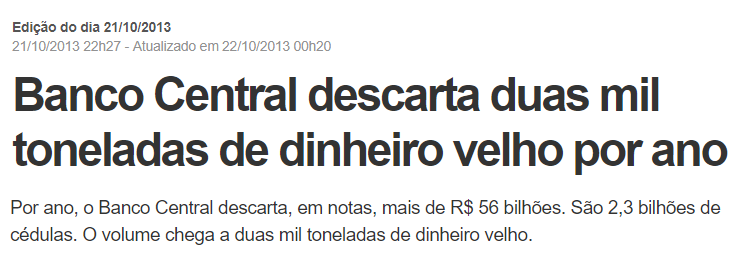 Edição do dia 21/10/2013
21/10/2013 22h27 - Atualizado em 22/10/2013 00h20
Banco Central descarta duas mil
toneladas de dinheiro velho por ano
Por ano, o Banco Central descarta, em notas, mais de R$ 56 bilhões. São 2,3 bilhões de
cédulas. O volume chega a duas mil toneladas de dinheiro velho.